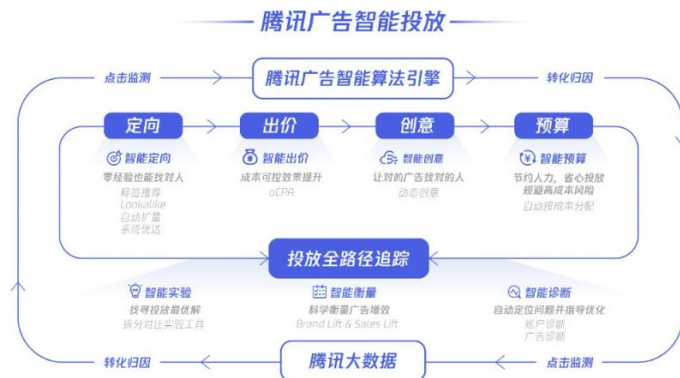 腾讯广告智能投放
点击监测
腾讯广告智能算法引擎
转化归因
定向
出价
创意
预算
智能定向
零经验也能找对人
标签推荐
Lookalike
自动扩量
系统优选
智能出价
成本可控效果提升
oCPA
智能创意
让对的广告找对的人
动态创意
智能预算
节约人力，省心投放
规避高成本风险
自动按成本分配
投放全路径追踪
智能实验
找寻投放最优解
拆分对比实验工具
智能衡量
科学衡量广告增效
Brand Lift & Sales Lift
智能诊断
自动定位问题并指导优化
账户诊断
广告诊断
转化归因
腾讯大数据
点击监测